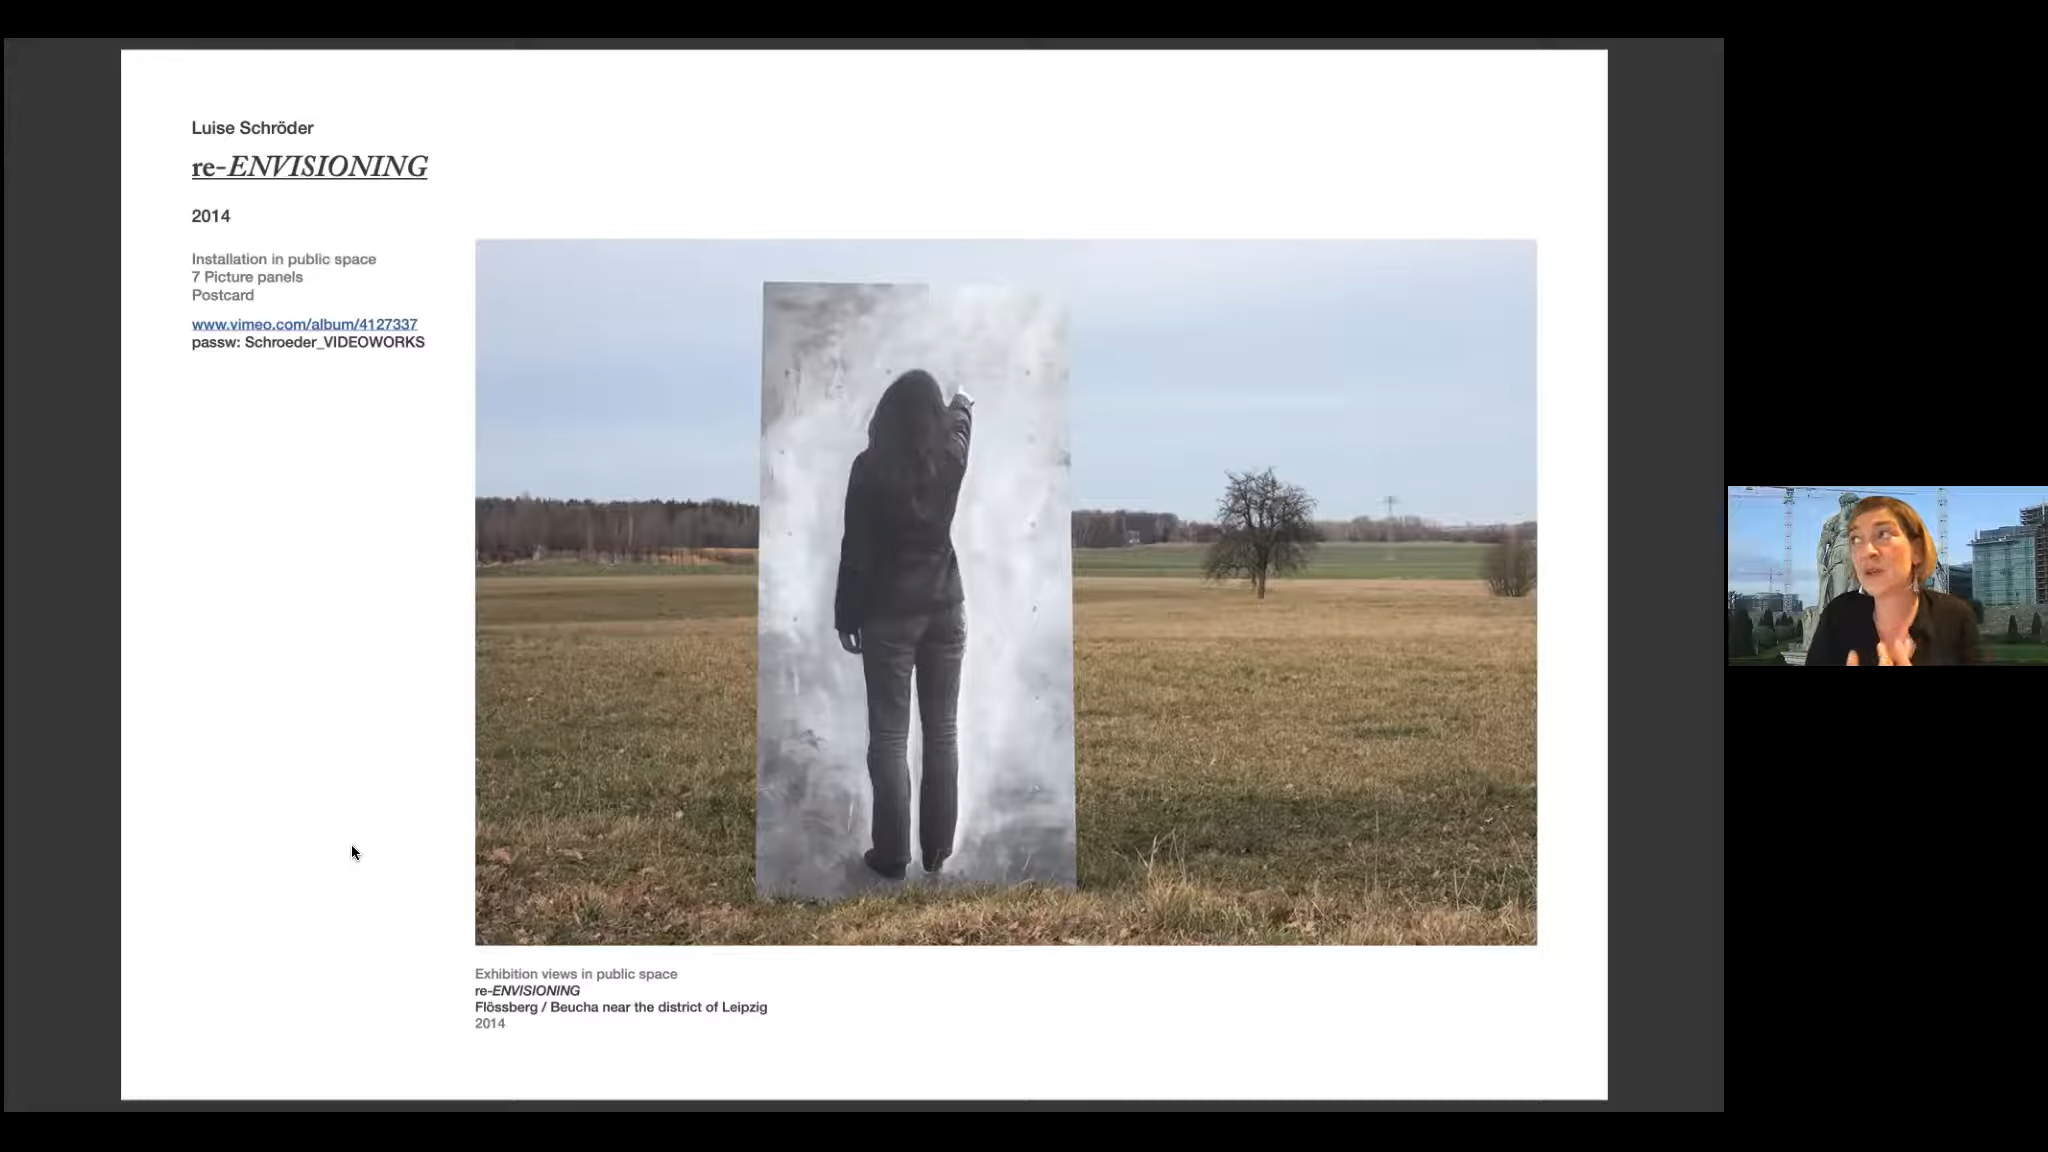 Luise Schröder
re-ENVISIONING
2014
Installation in public space
7 Picture panels
Postcard
www.vimeo.com/album/4127337
passw: Schroeder_VIDEOWORKS
Exhibition views in public space
re-ENVISIONING
Flössberg / Beucha near the district of Leipzig
2014